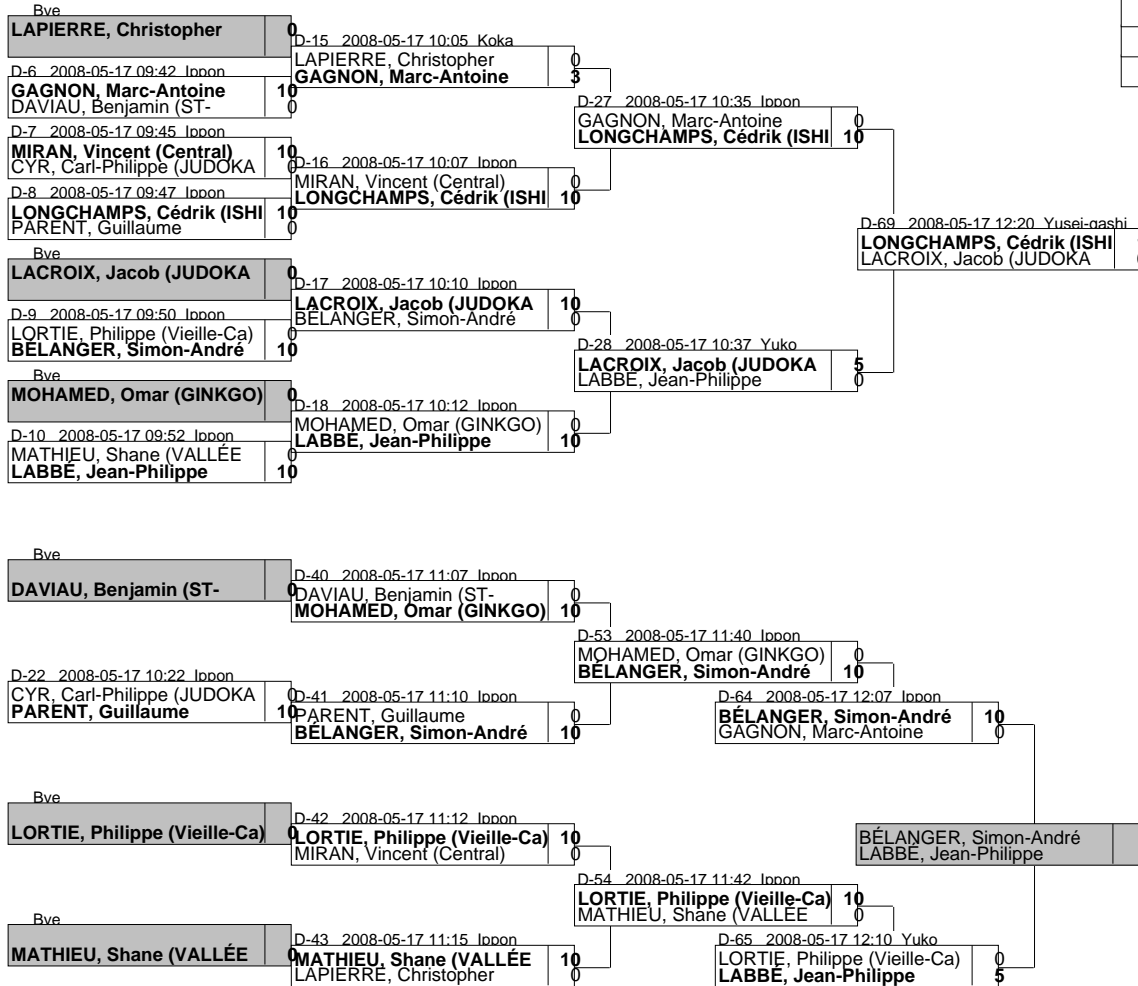 Bye
LAPIERRE, Christopher 0
D-6 2008-05-17 09:42 Ippon
GAGNON, Marc-Antoine 10
DAVIAU, Benjamin (ST- 0
D-7 2008-05-17 09:45 Ippon
MIRAN, Vincent (Central) 10
CYR, Carl-Philippe (JUDOKA 0
D-8 2008-05-17 09:47 Ippon
LONGCHAMPS, Cédrik (ISHI 10
PARENT, Guillaume 0
Bye
LACROIX, Jacob (JUDOKA 0
D-9 2008-05-17 09:50 Ippon
LORTIE, Philippe (Vieille-Ca) 0
BÉLANGER, Simon-André 10
Bye
MOHAMED, Omar (GINKGO) 0
D-10 2008-05-17 09:52 Ippon
MATHIEU, Shane (VALLÉE 0
LABBÉ, Jean-Philippe 10
D-15 2008-05-17 10:05 Koka
LAPIERRE, Christopher 0
GAGNON, Marc-Antoine 3
D-16 2008-05-17 10:07 Ippon
MIRAN, Vincent (Central) 0
LONGCHAMPS, Cédrik (ISHI 10
D-17 2008-05-17 10:10 Ippon
LACROIX, Jacob (JUDOKA 10
BÉLANGER, Simon-André 0
D-18 2008-05-17 10:12 Ippon
MOHAMED, Omar (GINKGO) 0
LABBÉ, Jean-Philippe 10
D-27 2008-05-17 10:35 Ippon
GAGNON, Marc-Antoine 0
LONGCHAMPS, Cédrik (ISHI 10
D-28 2008-05-17 10:37 Yuko
LACROIX, Jacob (JUDOKA 5
LABBÉ, Jean-Philippe 0
D-69 2008-05-17 12:20 Yusei-gashi
LONGCHAMPS, Cédrik (ISHI
LACROIX, Jacob (JUDOKA
Bye
DAVIAU, Benjamin (ST- 0
D-22 2008-05-17 10:22 Ippon
CYR, Carl-Philippe (JUDOKA 0
PARENT, Guillaume 10
Bye
LORTIE, Philippe (Vieille-Ca) 0
Bye
MATHIEU, Shane (VALLÉE 0
D-40 2008-05-17 11:07 Ippon
DAVIAU, Benjamin (ST- 0
MOHAMED, Omar (GINKGO) 10
D-41 2008-05-17 11:10 Ippon
PARENT, Guillaume 0
BÉLANGER, Simon-André 10
D-42 2008-05-17 11:12 Ippon
LORTIE, Philippe (Vieille-Ca) 10
MIRAN, Vincent (Central) 0
D-43 2008-05-17 11:15 Ippon
MATHIEU, Shane (VALLÉE 10
LAPIERRE, Christopher 0
D-53 2008-05-17 11:40 Ippon
MOHAMED, Omar (GINKGO) 0
BÉLANGER, Simon-André 10
D-54 2008-05-17 11:42 Ippon
LORTIE, Philippe (Vieille-Ca) 10
MATHIEU, Shane (VALLÉE 0
D-64 2008-05-17 12:07 Ippon
BÉLANGER, Simon-André 10
GAGNON, Marc-Antoine 0
D-65 2008-05-17 12:10 Yuko
LORTIE, Philippe (Vieille-Ca) 0
LABBÉ, Jean-Philippe 5
BÉLANGER, Simon-André
LABBÉ, Jean-Philippe